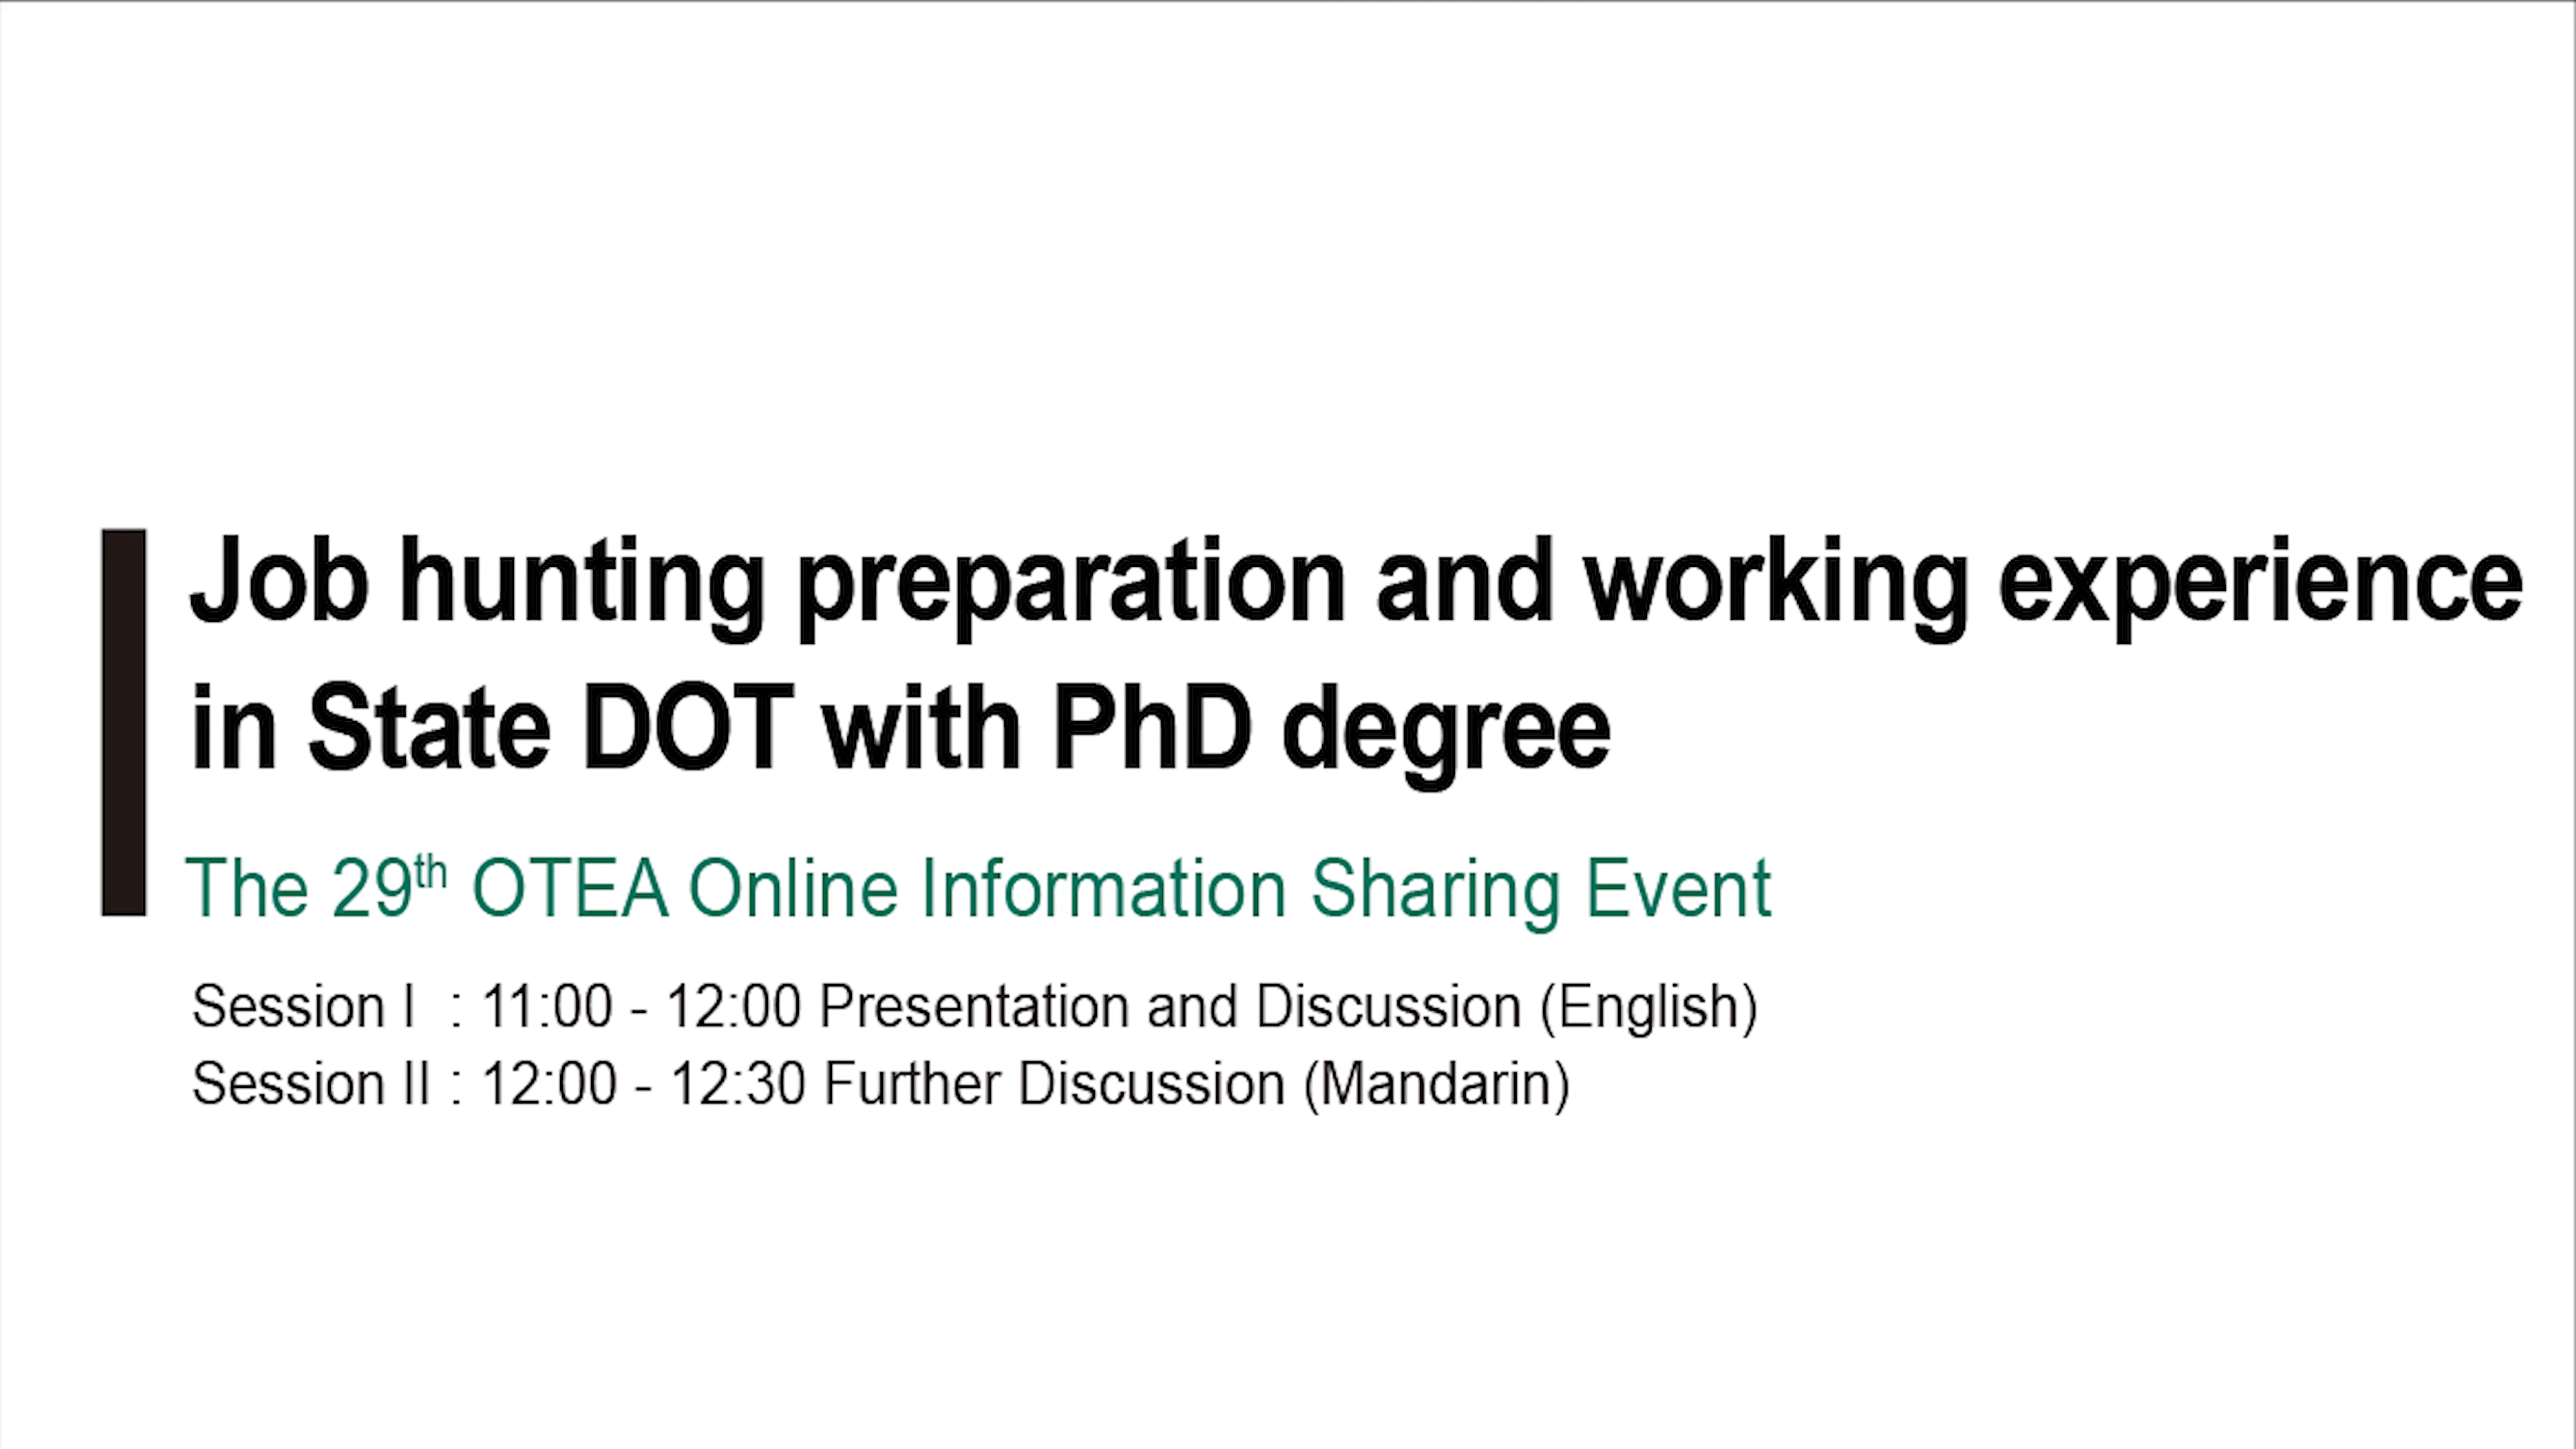 Job hunting preparation and working experience
in State DOT with PhD degree
The 29th OTEA Online Information Sharing Event
Session I : 11:00 - 12:00 Presentation and Discussion (English)
Session II : 12:00 - 12:30 Further Discussion (Mandarin)